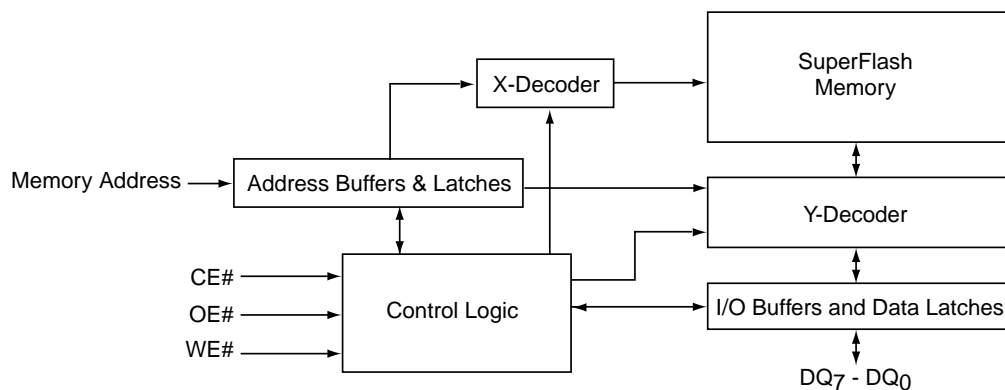 SuperFlash
Memory
X-Decoder
Memory Address
Address Buffers & Latches
Y-Decoder
CE#
OE#
WE#
Control Logic
I/O Buffers and Data Latches
DQ7 - DQ0